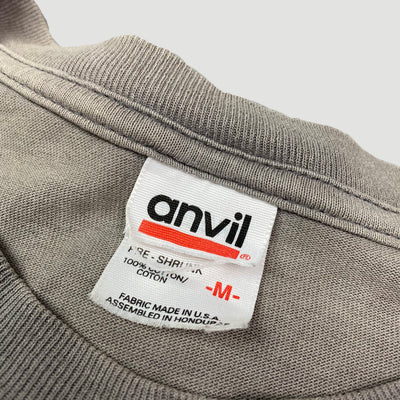 anvil
®
PRE-SHRUNK
100% COTTON/
COTON
-M-
FABRIC MADE IN U.S.A.
ASSEMBLED IN HONDURAS